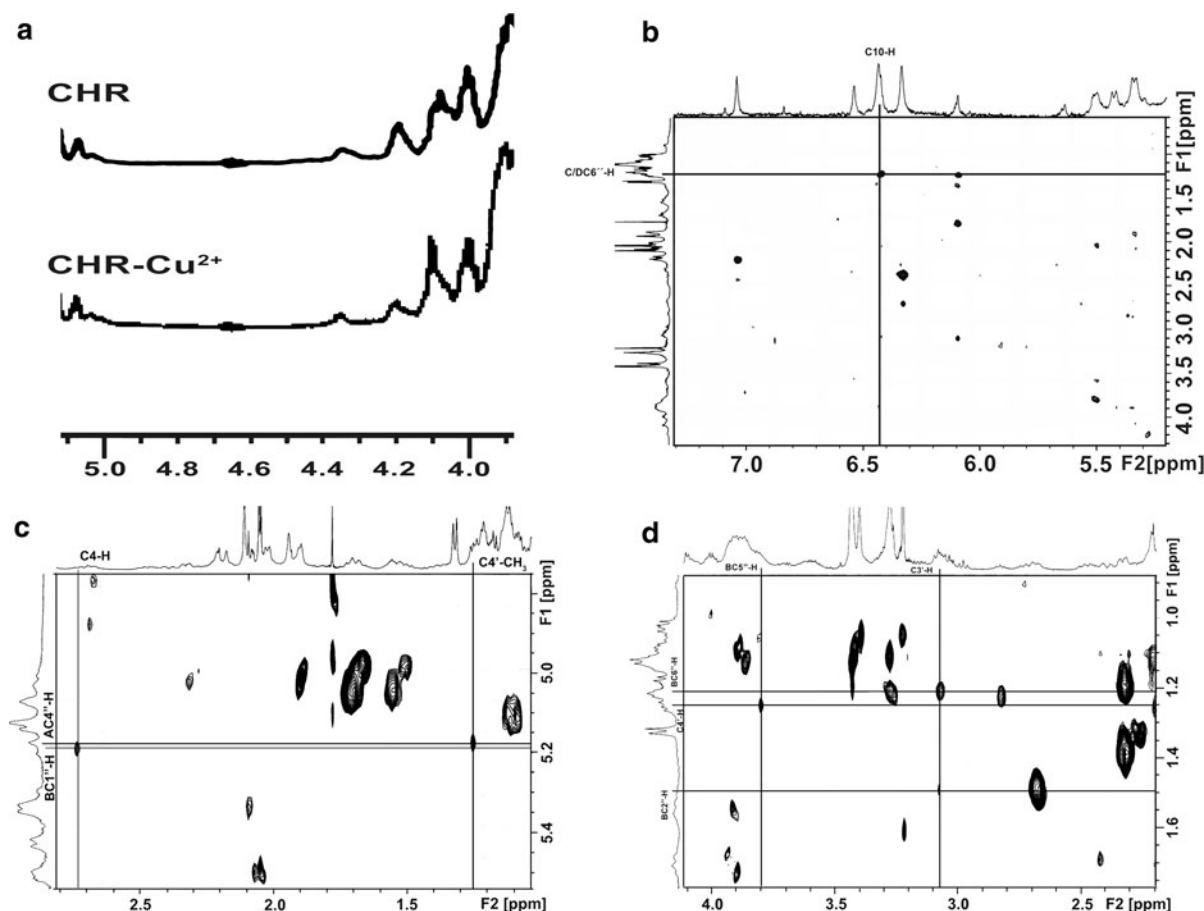 a
CHR
CHR-Cu²⁺
5.0 4.8 4.6 4.4 4.2 4.0
b
C10-H
C/DC6´´-H
F1[ppm]
1.5
2.0
2.5
3.0
3.5
4.0
7.0 6.5 6.0 5.5 F2[ppm]
c
C4-H
C4'-CH₃
F1 [ppm]
5.0
5.2
5.4
AC4"-H
BC1"-H
2.5 2.0 1.5 F2 [ppm]
d
BC5"-H
C3'-H
F1 [ppm]
1.0
1.2
1.4
1.6
BC6"-H
C4'-H
BC2"-H
4.0 3.5 3.0 2.5 F2 [ppm]